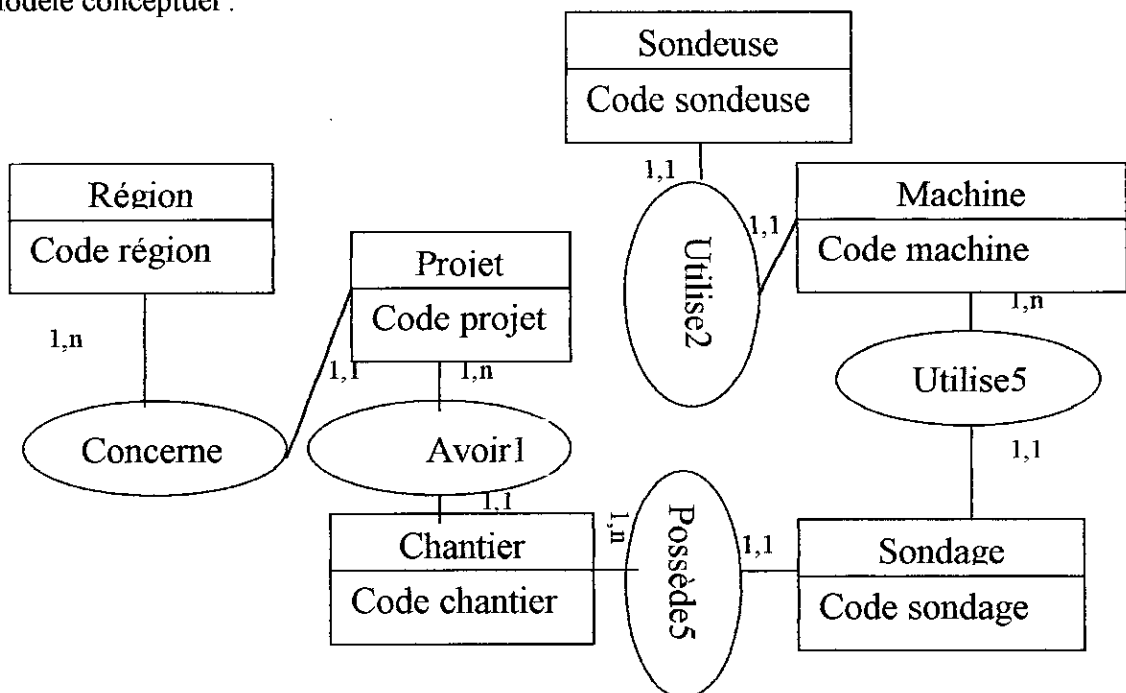 modèle conceptuel :
Sondeuse
Code sondeuse
1,1
Région
Code région
1,n
Machine
Code machine
1,1
1,n
Utilise2
Projet
Code projet
1,1
1,n
Utilise5
1,1
Concerne
Avoir1
1,1
Chantier
Code chantier
1,n
Possède5
1,1
Sondage
Code sondage